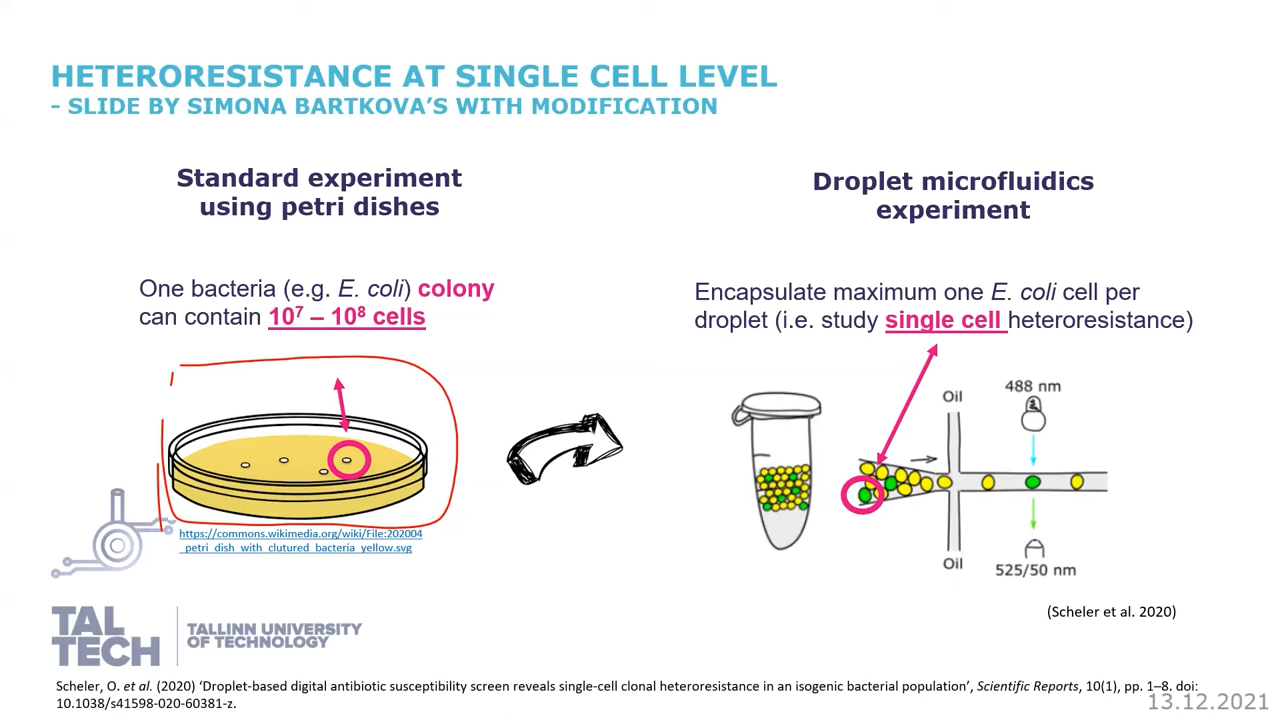 HETERORESISTANCE AT SINGLE CELL LEVEL
- SLIDE BY SIMONA BARTKOVA'S WITH MODIFICATION
Standard experiment
using petri dishes
One bacteria (e.g. E. coli) colony
can contain 10⁷ – 10⁸ cells
https://commons.wikimedia.org/wiki/File:202004
_petri_dish_with_clutured_bacteria_yellow.svg
Droplet microfluidics
experiment
Encapsulate maximum one E. coli cell per
droplet (i.e. study single cell heteroresistance)
Oil
488 nm
Oil
525/50 nm
(Scheler et al. 2020)
TAL
TECH
TALLINN UNIVERSITY
OF TECHNOLOGY
Scheler, O. et al. (2020) 'Droplet-based digital antibiotic susceptibility screen reveals single-cell clonal heteroresistance in an isogenic bacterial population', Scientific Reports, 10(1), pp. 1–8. doi:
10.1038/s41598-020-60381-z.
13.12.2021